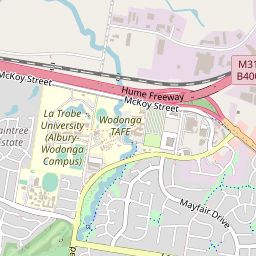 M31
B400
Hume Freeway
McKoy Street
McKoy Street
La Trobe
University
(Albury-
Wodonga
Campus)
Wodonga
TAFE
Estate
Mayfair Drive